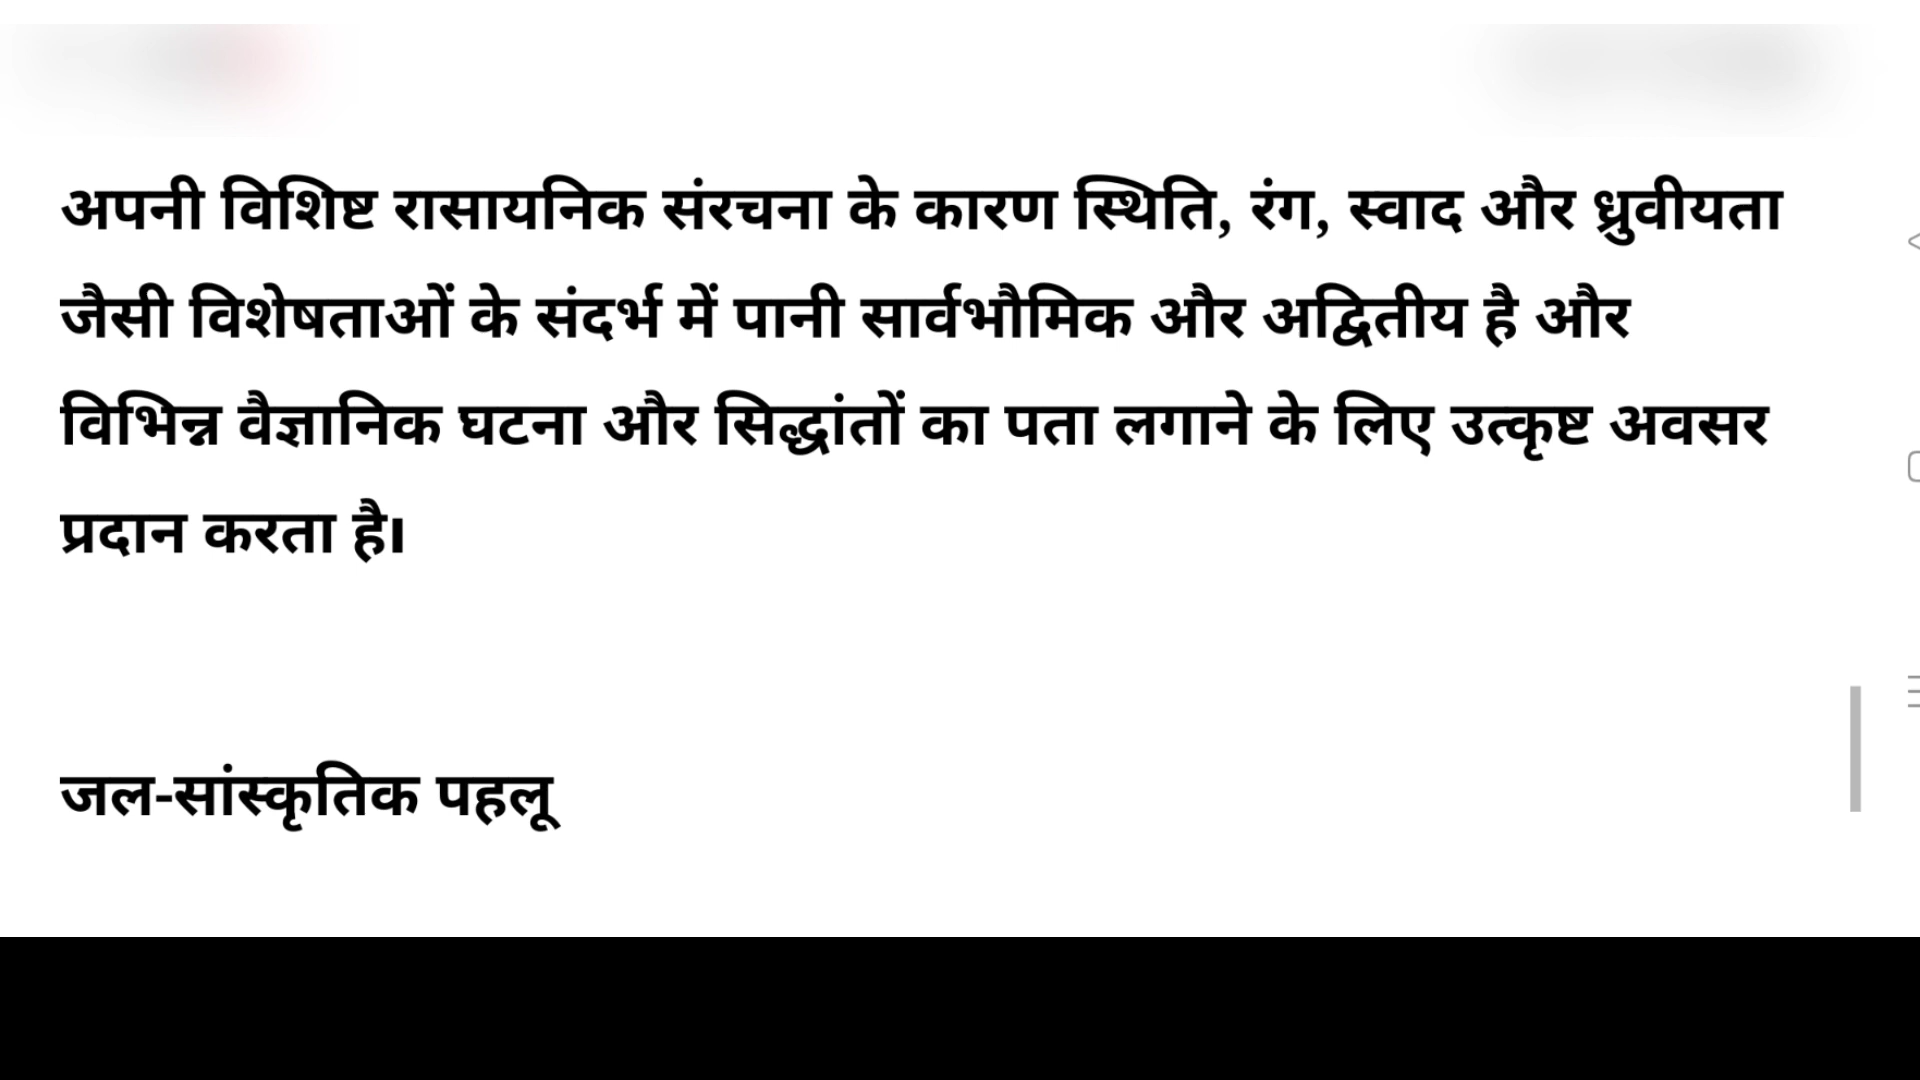 अपनी विशिष्ट रासायनिक संरचना के कारण स्थिति, रंग, स्वाद और ध्रुवीयता
जैसी विशेषताओं के संदर्भ में पानी सार्वभौमिक और अद्वितीय है और
विभिन्न वैज्ञानिक घटना और सिद्धांतों का पता लगाने के लिए उत्कृष्ट अवसर
प्रदान करता है।
जल-सांस्कृतिक पहलू